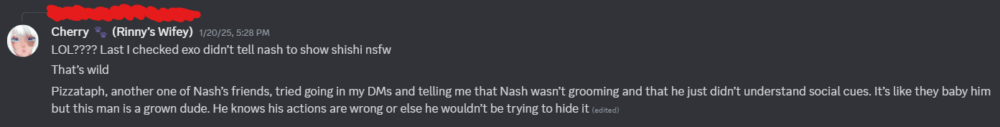 Cherry 🐾 (Rinny’s Wifey) 1/20/25, 5:28 PM
LOL???? Last I checked exo didn’t tell nash to show shishi nsfw
That’s wild
Pizzataph, another one of Nash’s friends, tried going in my DMs and telling me that Nash wasn’t grooming and that he just didn’t understand social cues. It’s like they baby him
but this man is a grown dude. He knows his actions are wrong or else he wouldn’t be trying to hide it (edited)